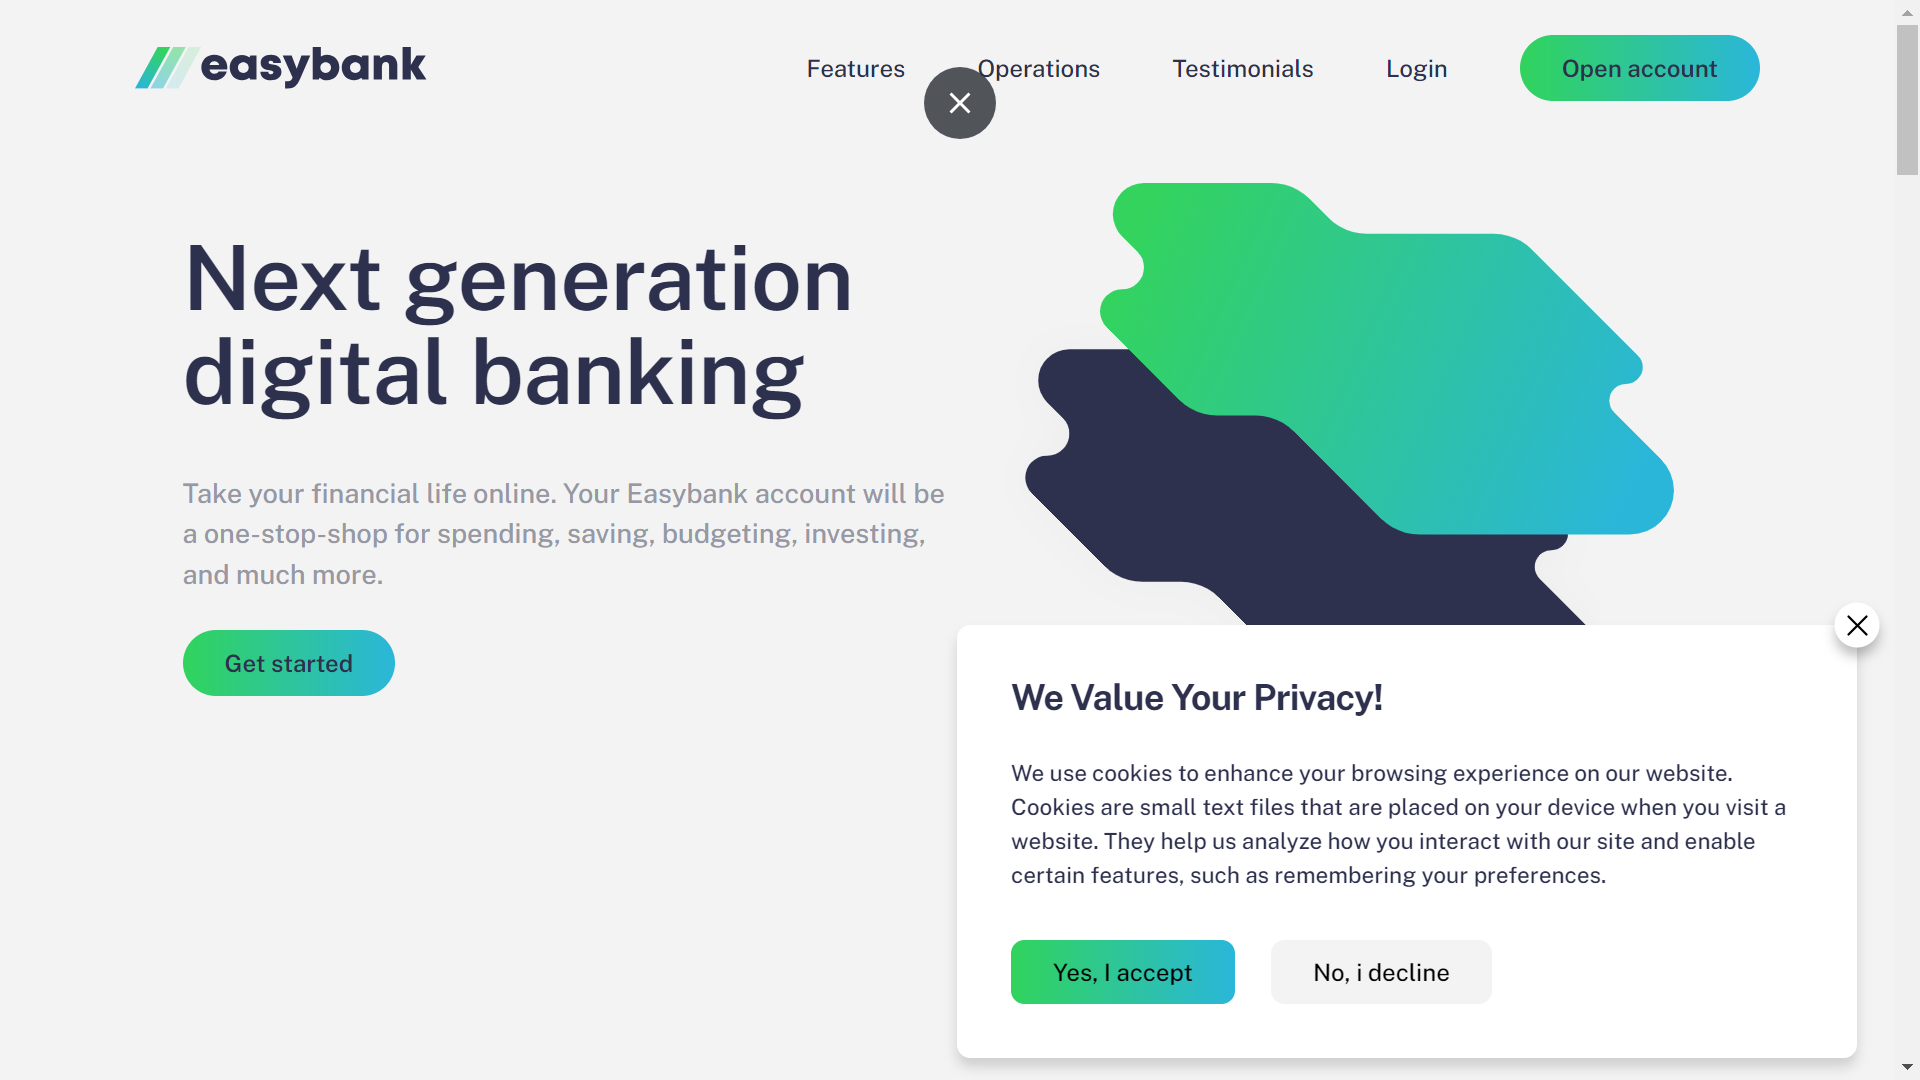 easybank
Features Operations Testimonials Login Open account
Next generation
digital banking
Take your financial life online. Your Easybank account will be
a one-stop-shop for spending, saving, budgeting, investing,
and much more.
Get started
We Value Your Privacy!
We use cookies to enhance your browsing experience on our website.
Cookies are small text files that are placed on your device when you visit a
website. They help us analyze how you interact with our site and enable
certain features, such as remembering your preferences.
Yes, I accept No, i decline